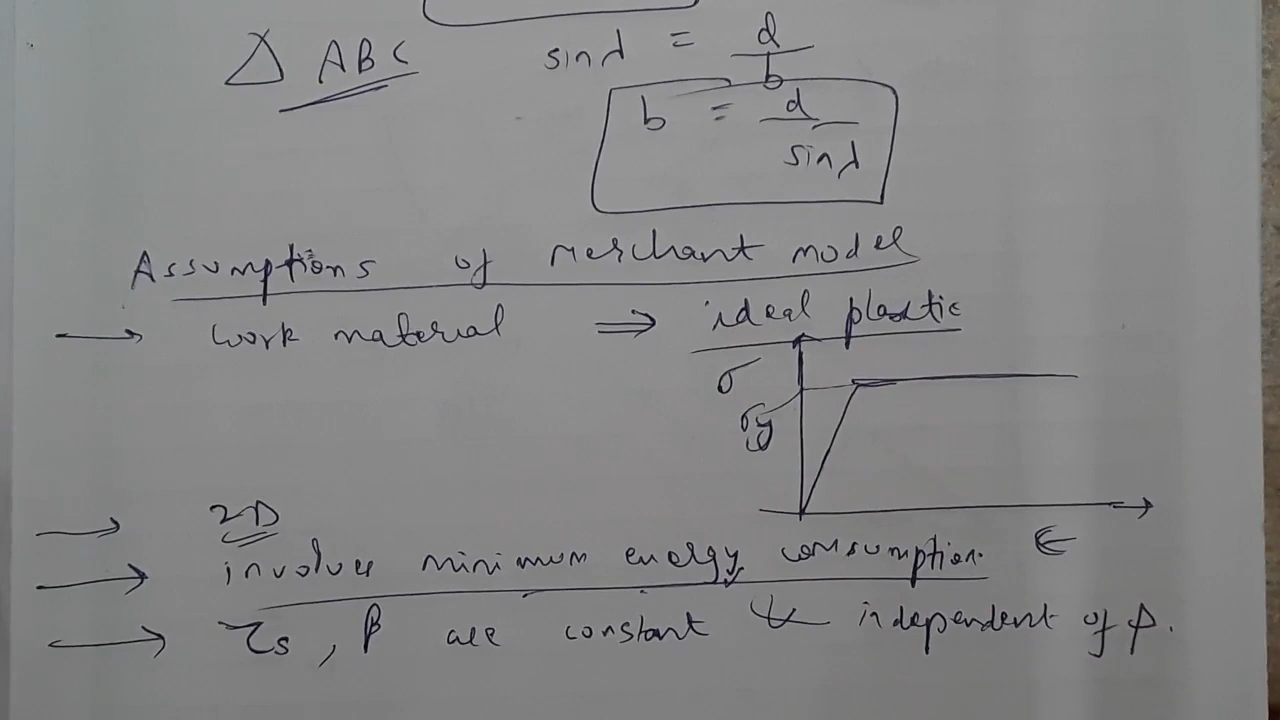 △ ABC sin λ = d/b
b = d/sin λ
Assumptions of merchant model
→ work material ⇒ ideal plastic
σ
σy
→ 2D
→ involves minimum energy consumption. ∈
→ τs, β are constant & independent of φ.